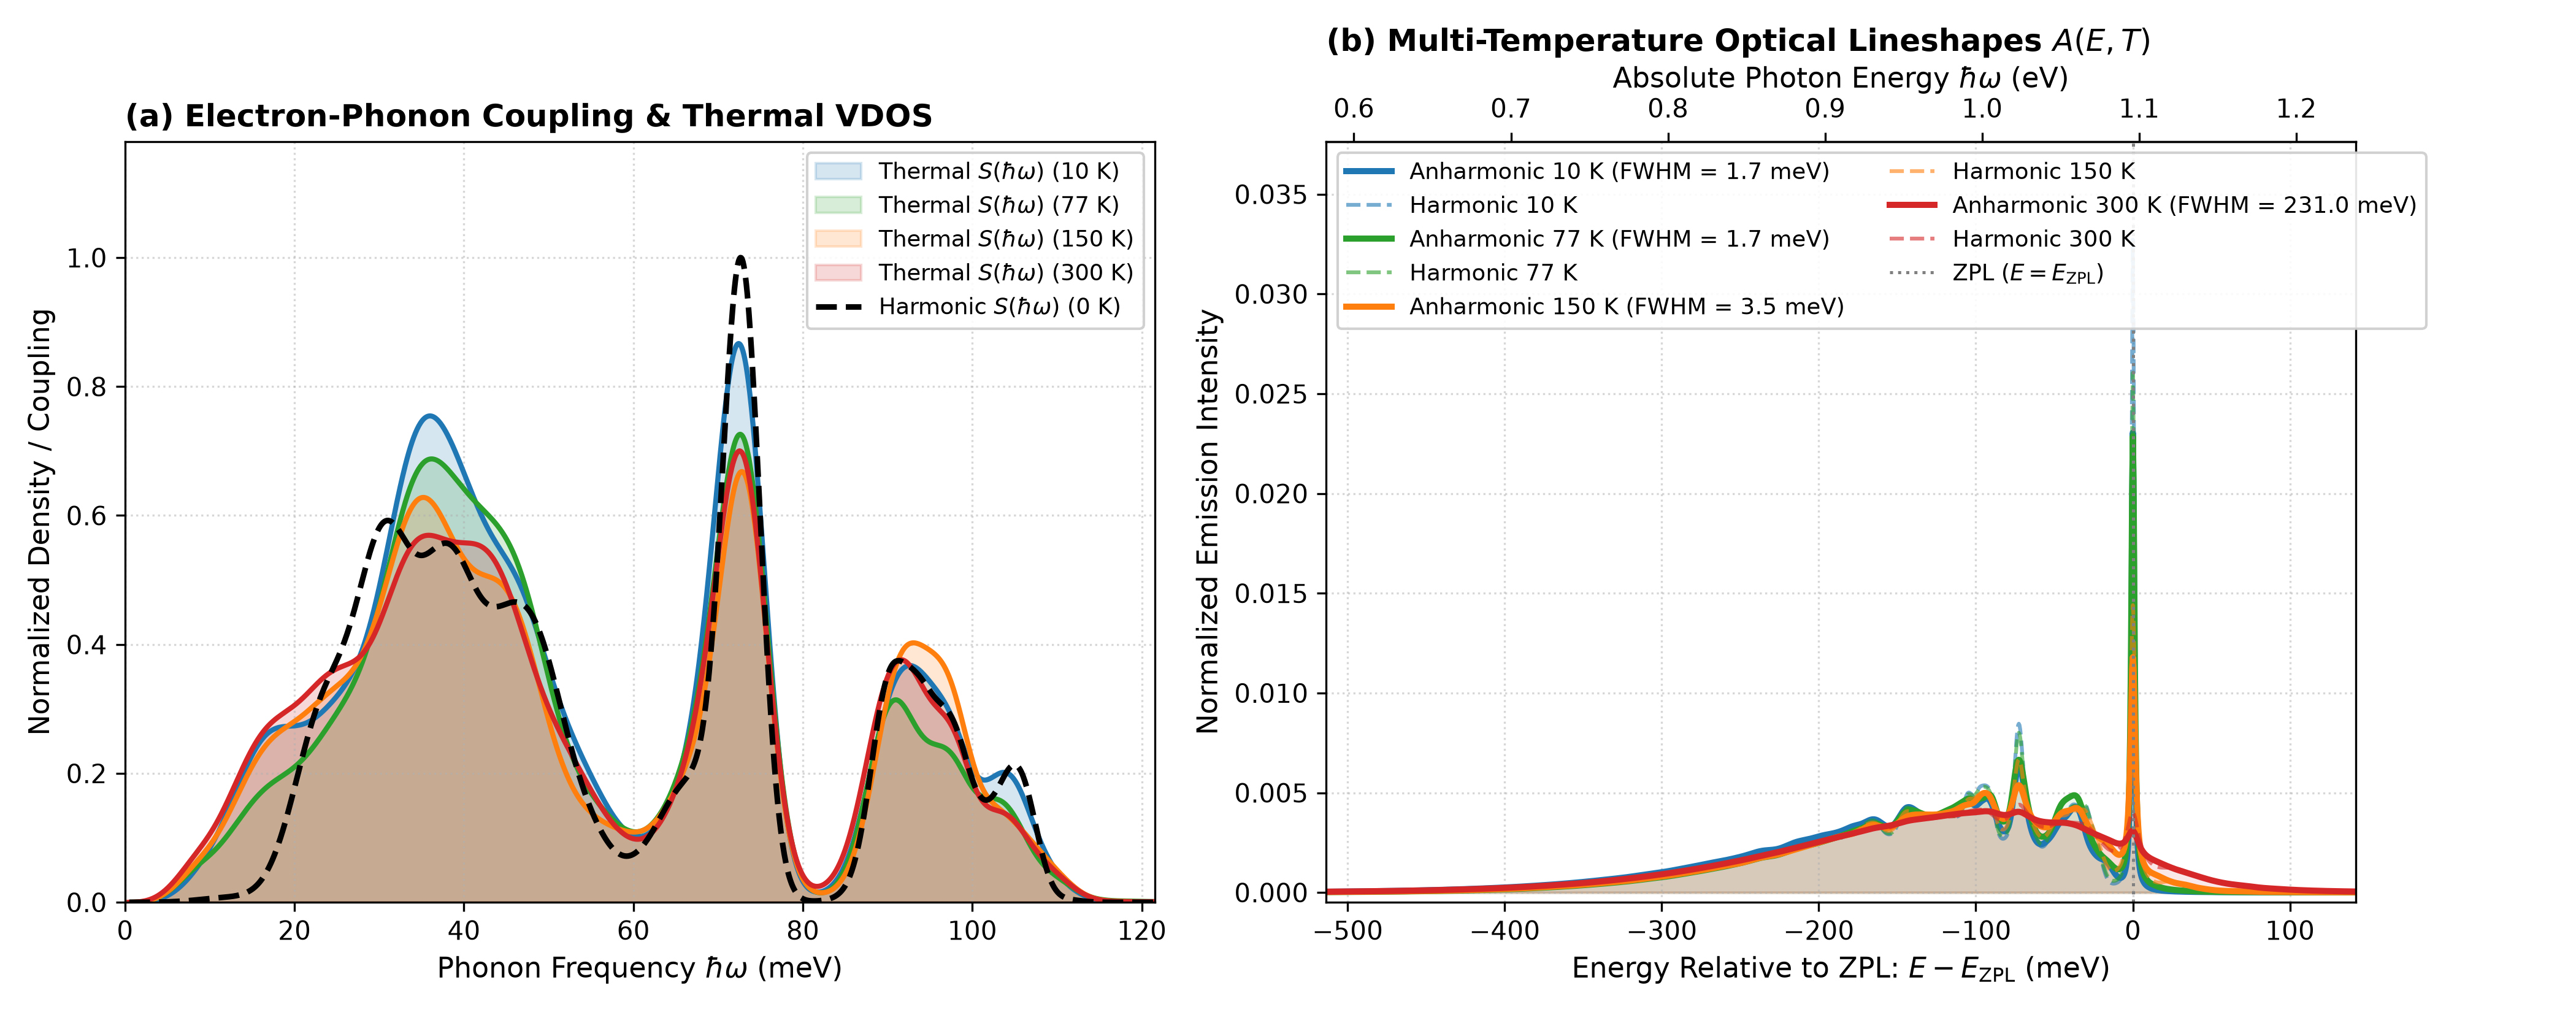 (a) Electron-Phonon Coupling & Thermal VDOS
Normalized Density / Coupling
1.0
0.8
0.6
0.4
0.2
0.0
0 20 40 60 80 100 120
Phonon Frequency ℏω (meV)
Thermal S(ℏω) (10 K)
Thermal S(ℏω) (77 K)
Thermal S(ℏω) (150 K)
Thermal S(ℏω) (300 K)
Harmonic S(ℏω) (0 K)
(b) Multi-Temperature Optical Lineshapes A(E, T)
Absolute Photon Energy ℏω (eV)
0.6 0.7 0.8 0.9 1.0 1.1 1.2
Normalized Emission Intensity
0.035
0.030
0.025
0.020
0.015
0.010
0.005
0.000
Anharmonic 10 K (FWHM = 1.7 meV)
Harmonic 10 K
Anharmonic 77 K (FWHM = 1.7 meV)
Harmonic 77 K
Anharmonic 150 K (FWHM = 3.5 meV)
Harmonic 150 K
Anharmonic 300 K (FWHM = 231.0 meV)
Harmonic 300 K
ZPL (E = E_ZPL)
−500 −400 −300 −200 −100 0 100
Energy Relative to ZPL: E − E_ZPL (meV)